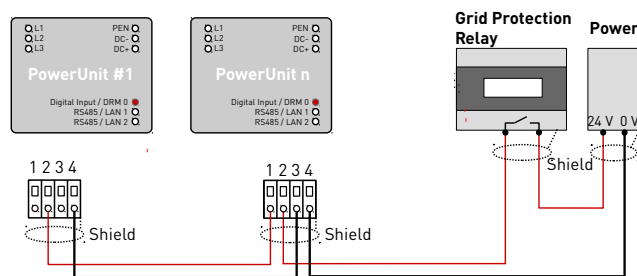 L1
L2
L3
PEN
DC-
DC+
PowerUnit #1
Digital Input / DRM 0
RS485 / LAN 1
RS485 / LAN 2
L1
L2
L3
PEN
DC-
DC+
PowerUnit n
Digital Input / DRM 0
RS485 / LAN 1
RS485 / LAN 2
Grid Protection
Relay
Power
24 V 0 V
Shield
1 2 3 4
Shield
1 2 3 4
Shield